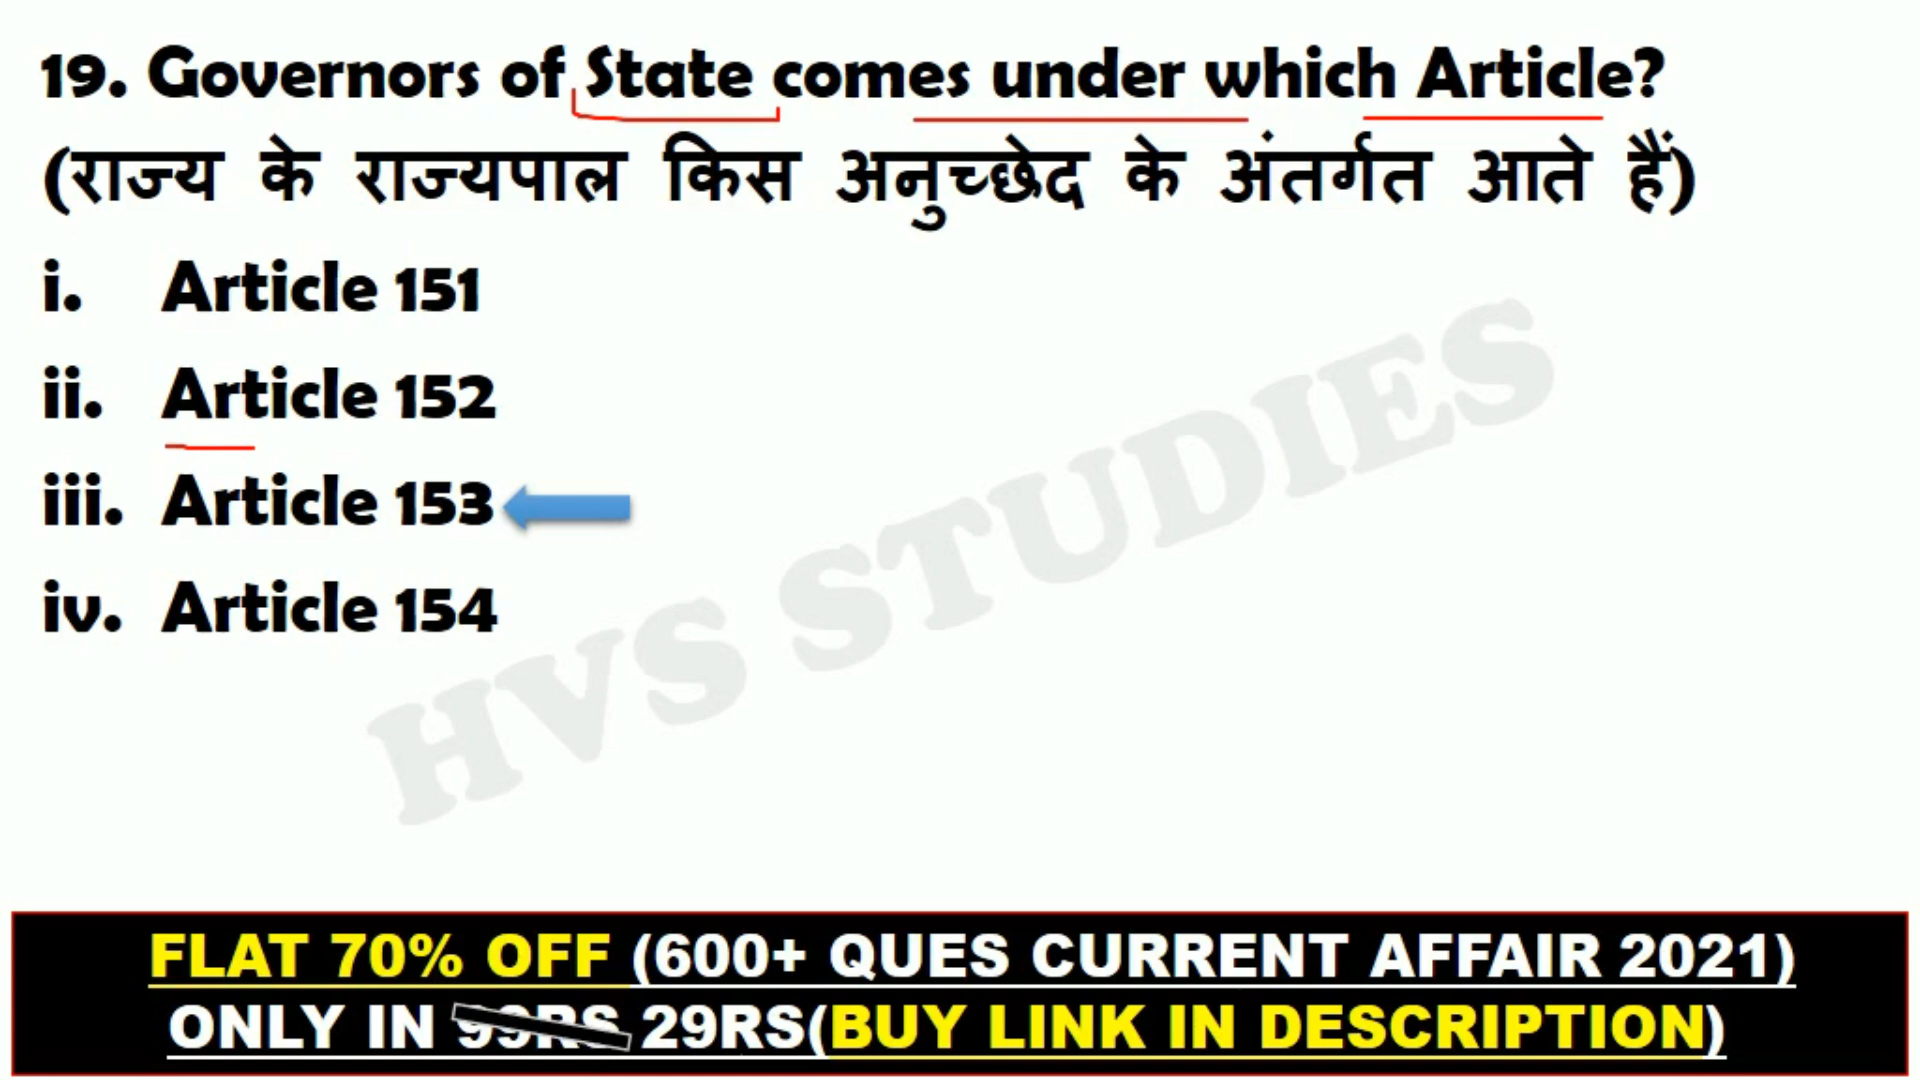 19. Governors of State comes under which Article?
(राज्य के राज्यपाल किस अनुच्छेद के अंतर्गत आते हैं)
i. Article 151
ii. Article 152
iii. Article 153
iv. Article 154
HVS STUDIES
FLAT 70% OFF (600+ QUES CURRENT AFFAIR 2021)
ONLY IN 99RS 29RS(BUY LINK IN DESCRIPTION)